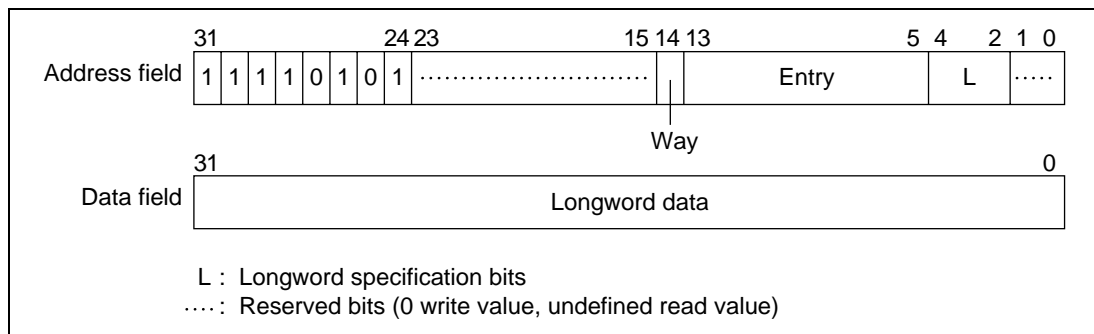 31 24 23 15 14 13 5 4 2 1 0
Address field 1 1 1 1 0 1 0 1 ............................ Entry L .....
Way
31 0
Data field Longword data
L : Longword specification bits
.... : Reserved bits (0 write value, undefined read value)